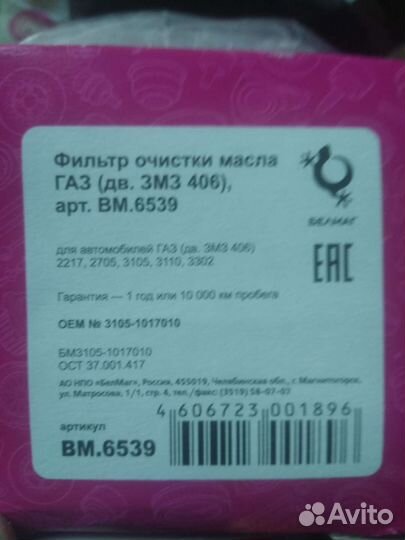 Фильтр очистки масла
ГАЗ (дв. ЗМЗ 406),
арт. ВМ.6539
БЕЛМАГ
для автомобилей ГАЗ (дв. ЗМЗ 406)
2217, 2705, 3105, 3110, 3302
EAC
Гарантия — 1 год или 10 000 км пробега
ОЕМ № 3105-1017010
БМ3105-1017010
ОСТ 37.001.417
АО НПО «БелМаг», Россия, 455019, Челябинская обл., г. Магнитогорск,
ул. Матросова, 1/1, стр. 4, тел./факс: (3519) 58-07-07
4 606723 001896
артикул
ВМ.6539
Avito